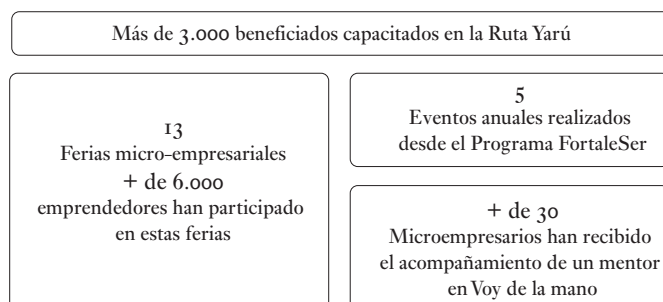 Más de 3.000 beneficiados capacitados en la Ruta Yarú
13
Ferias micro-empresariales
+ de 6.000
emprendedores han participado
en estas ferias
5
Eventos anuales realizados
desde el Programa FortaleSer
+ de 30
Microempresarios han recibido
el acompañamiento de un mentor
en Voy de la mano